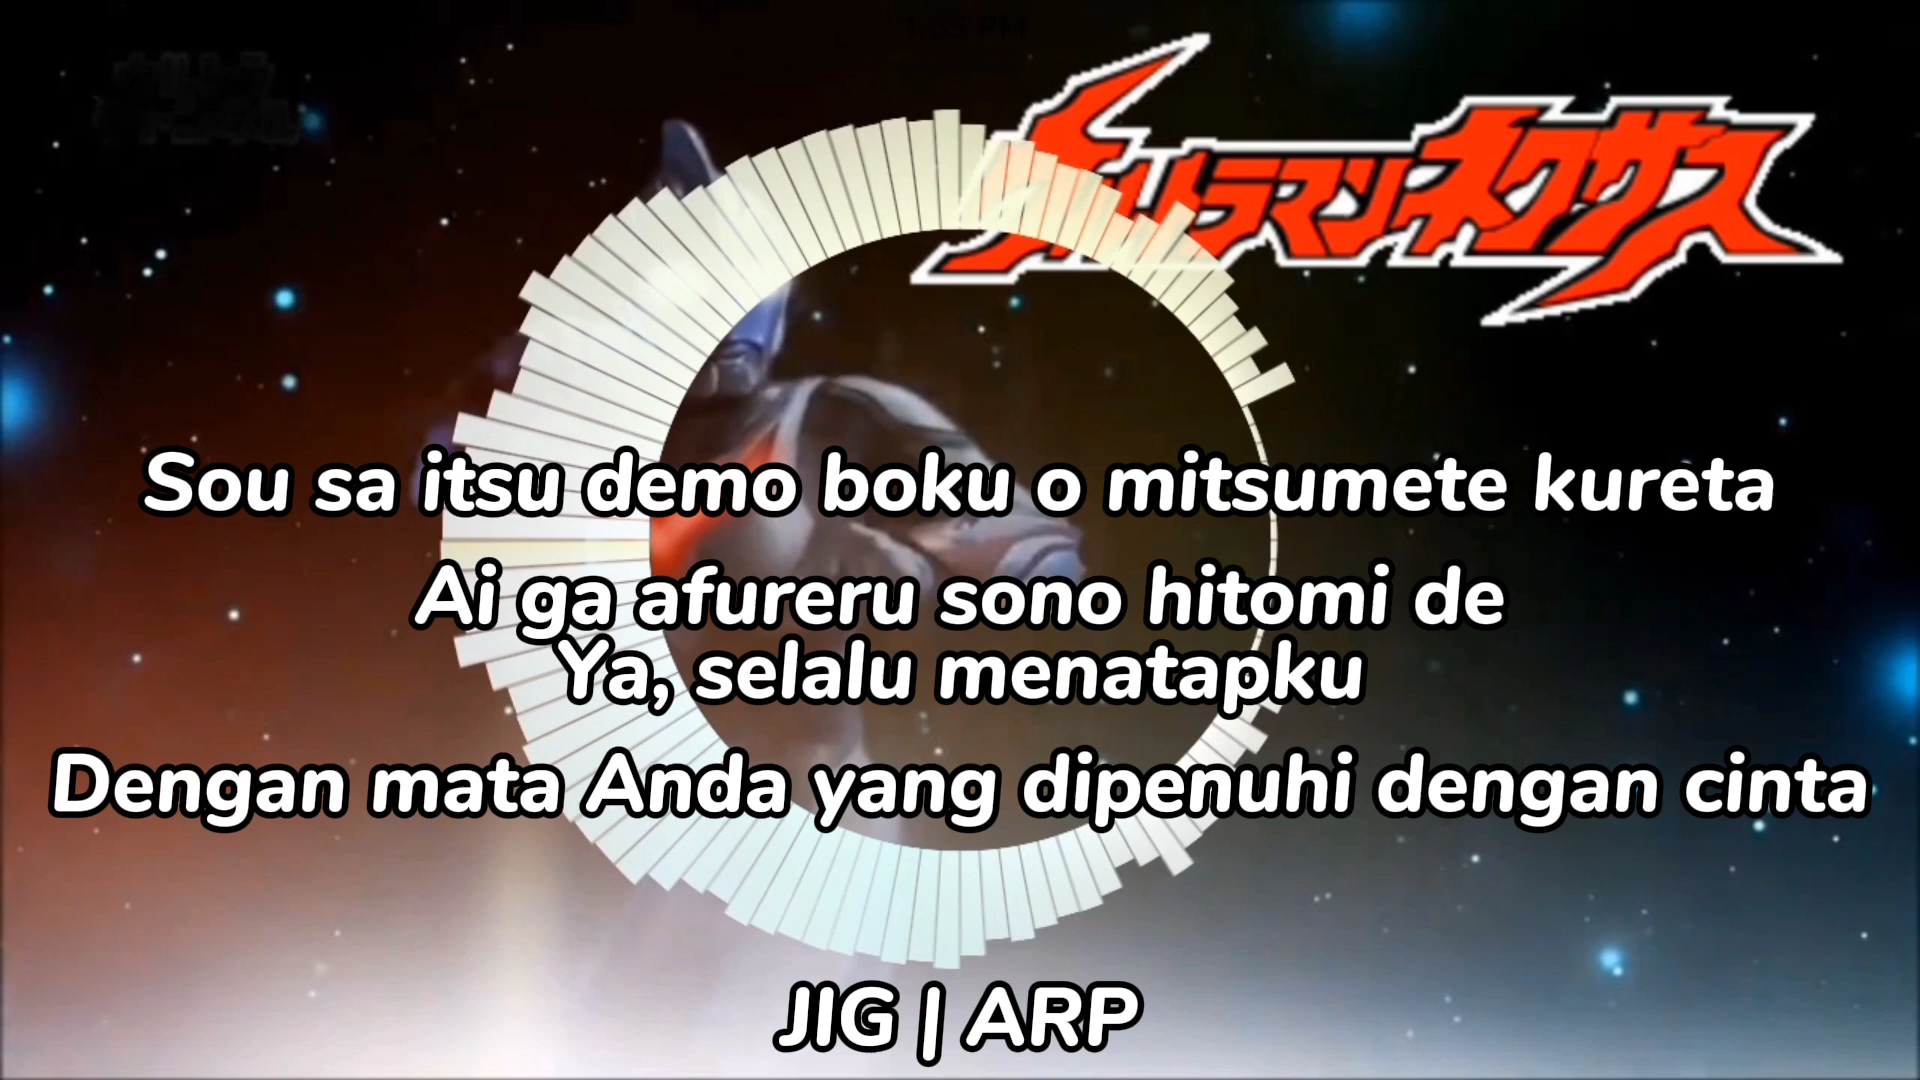 ウルトラマンネクサス
Sou sa itsu demo boku o mitsumete kureta
Ai ga afureru sono hitomi de
Ya, selalu menatapku
Dengan mata Anda yang dipenuhi dengan cinta
JIG | ARP